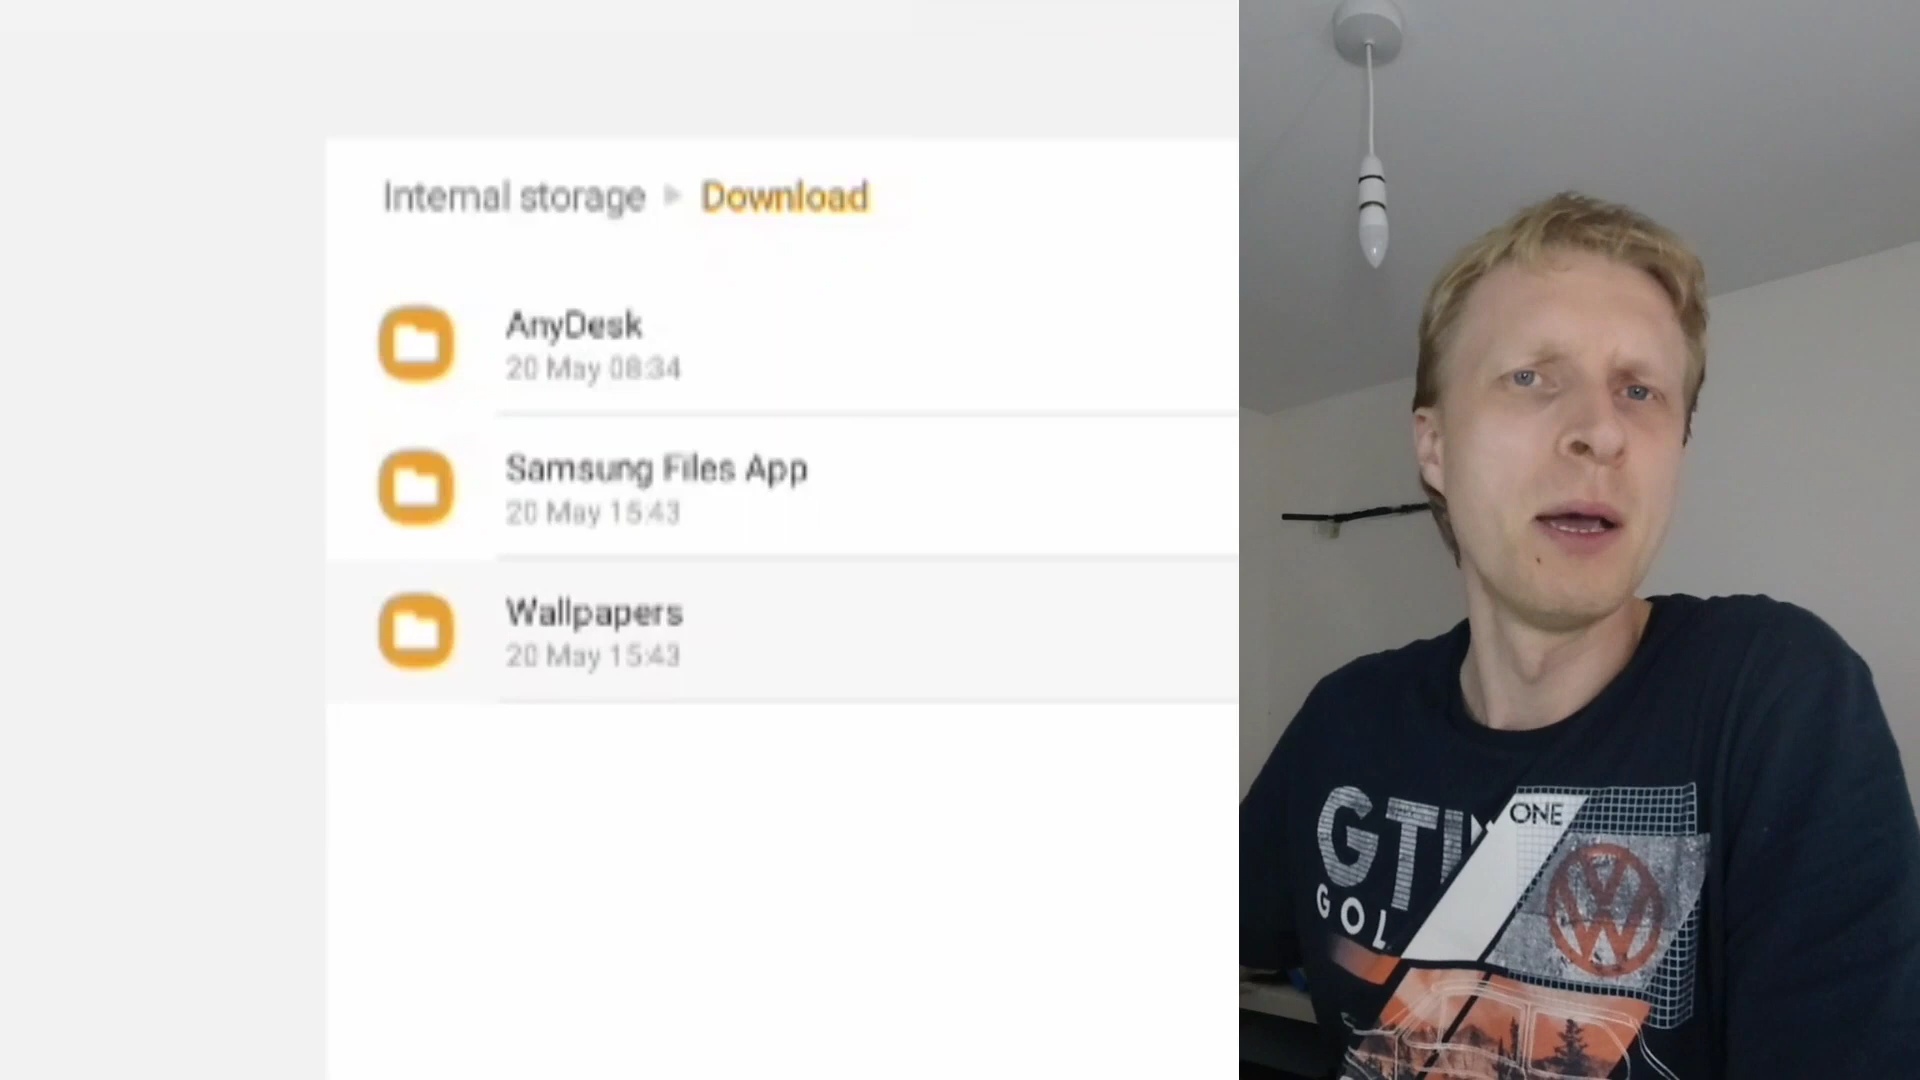 Internal storage Download
AnyDesk
20 May 08:34
Samsung Files App
20 May 15:43
Wallpapers
20 May 15:43
ONE
GTI
GOL